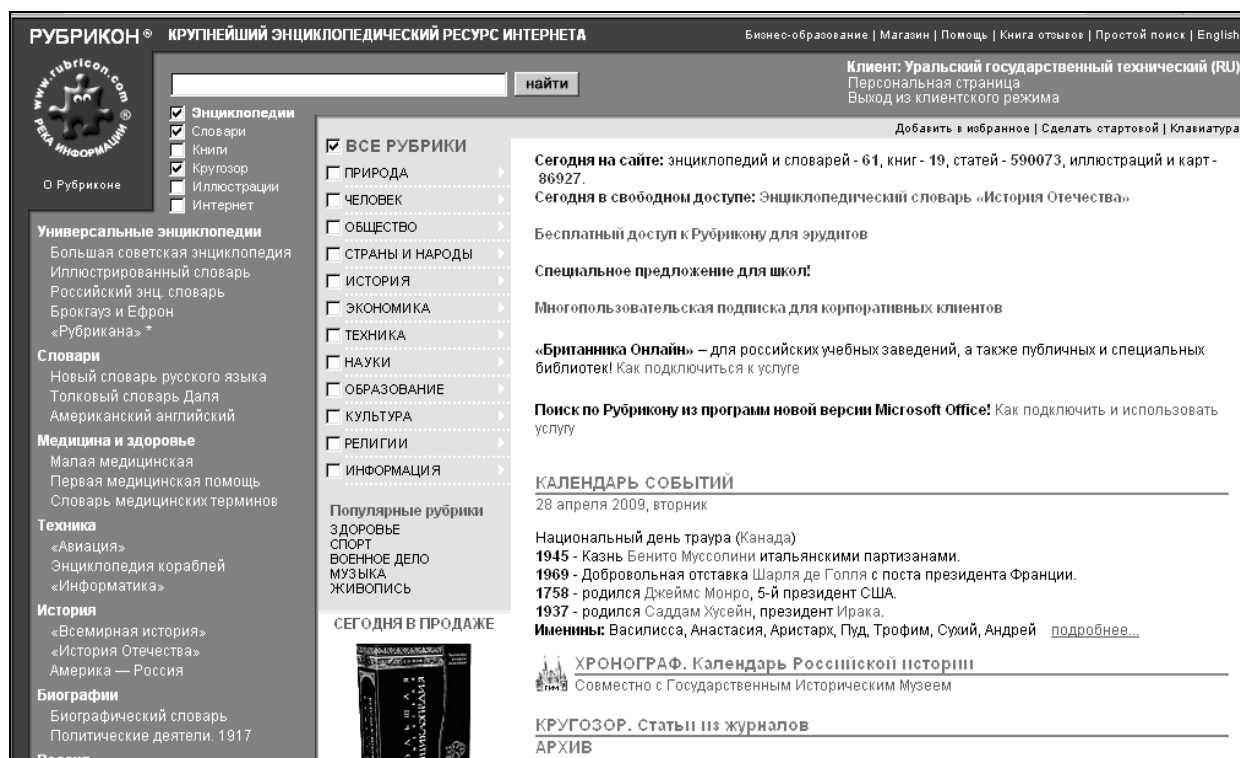 РУБРИКОН® КРУПНЕЙШИЙ ЭНЦИКЛОПЕДИЧЕСКИЙ РЕСУРС ИНТЕРНЕТА
Бизнес-образование | Магазин | Помощь | Книга отзывов | Простой поиск | English
www.rubricon.com
РЕКА ИНФОРМАЦИИ ®
О Рубриконе
найти
Клиент: Уральский государственный технический (RU)
Персональная страница
Выход из клиентского режима
Энциклопедии
Словари
Книги
Кругозор
Иллюстрации
Интернет
Добавить в избранное | Сделать стартовой | Клавиатура
Универсальные энциклопедии
Большая советская энциклопедия
Иллюстрированный словарь
Российский энц. словарь
Брокгауз и Ефрон
«Рубрикана» *
Словари
Новый словарь русского языка
Толковый словарь Даля
Американский английский
Медицина и здоровье
Малая медицинская
Первая медицинская помощь
Словарь медицинских терминов
Техника
«Авиация»
Энциклопедия кораблей
«Информатика»
История
«Всемирная история»
«История Отечества»
Америка — Россия
Биографии
Биографический словарь
Политические деятели. 1917
Россия
ВСЕ РУБРИКИ
ПРИРОДА
ЧЕЛОВЕК
ОБЩЕСТВО
СТРАНЫ И НАРОДЫ
ИСТОРИЯ
ЭКОНОМИКА
ТЕХНИКА
НАУКИ
ОБРАЗОВАНИЕ
КУЛЬТУРА
РЕЛИГИИ
ИНФОРМАЦИЯ
Популярные рубрики
ЗДОРОВЬЕ
СПОРТ
ВОЕННОЕ ДЕЛО
МУЗЫКА
ЖИВОПИСЬ
СЕГОДНЯ В ПРОДАЖЕ
Сегодня на сайте: энциклопедий и словарей - 61, книг - 19, статей - 590073, иллюстраций и карт -
86927.
Сегодня в свободном доступе: Энциклопедический словарь «История Отечества»
Бесплатный доступ к Рубрикону для эрудитов
Специальное предложение для школ!
Многопользовательская подписка для корпоративных клиентов
«Британника Онлайн» – для российских учебных заведений, а также публичных и специальных
библиотек! Как подключиться к услуге
Поиск по Рубрикону из программ новой версии Microsoft Office! Как подключить и использовать
услугу
КАЛЕНДАРЬ СОБЫТИЙ
28 апреля 2009, вторник
Национальный день траура (Канада)
1945 - Казнь Бенито Муссолини итальянскими партизанами.
1969 - Добровольная отставка Шарля де Голля с поста президента Франции.
1758 - родился Джеймс Монро, 5-й президент США.
1937 - родился Саддам Хусейн, президент Ирака.
Именины: Василисса, Анастасия, Аристарх, Пуд, Трофим, Сухий, Андрей подробнее...
ХРОНОГРАФ. Календарь Российской истории
Совместно с Государственным Историческим Музеем
КРУГОЗОР. Статьи из журналов
АРХИВ